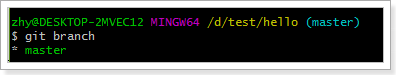 zhy@DESKTOP-2MVEC12 MINGW64 /d/test/hello (master)
$ git branch
* master